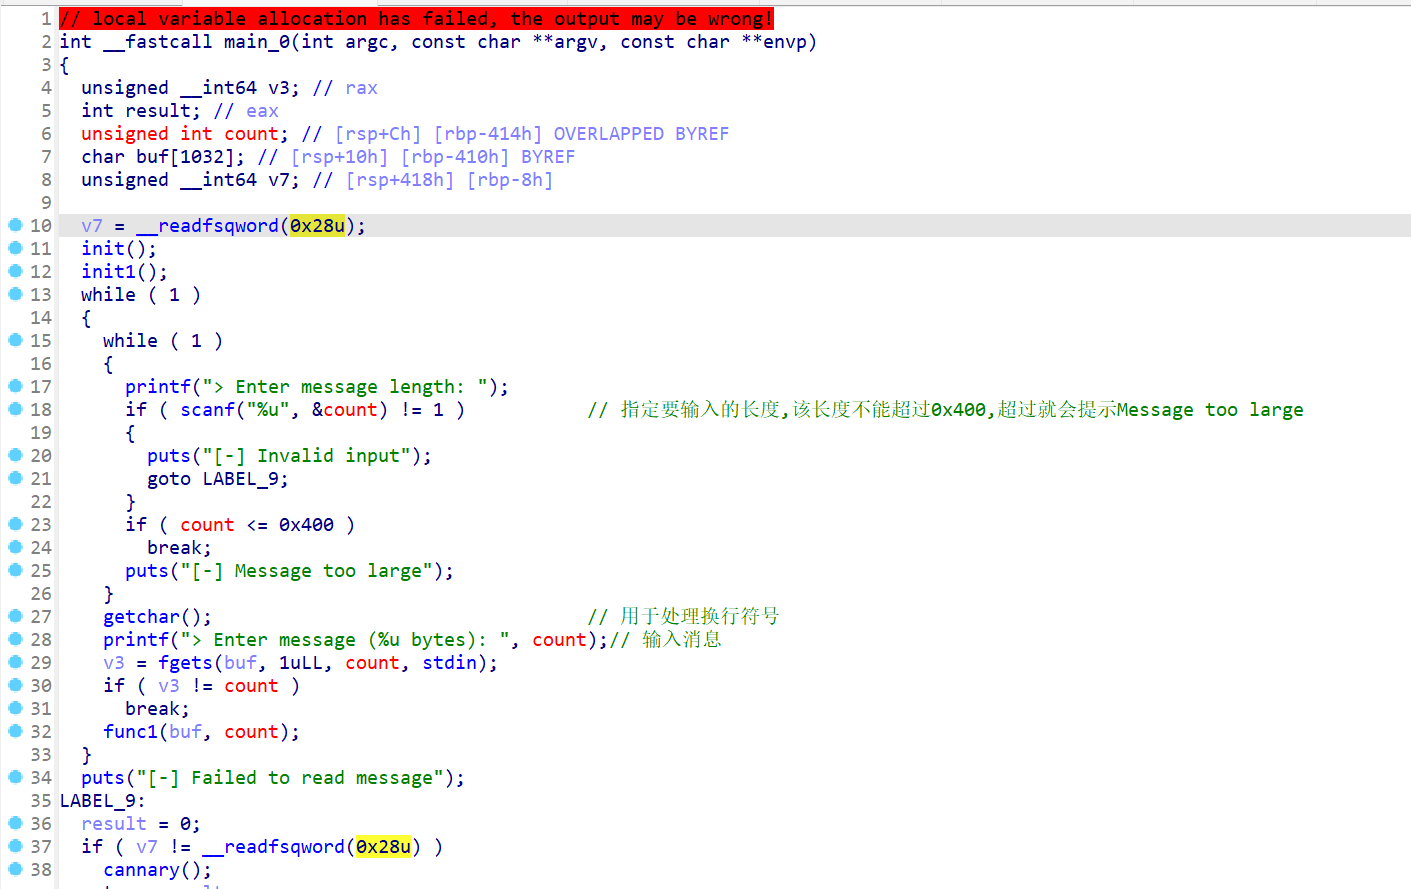 1 // local variable allocation has failed, the output may be wrong!
2 int __fastcall main_0(int argc, const char **argv, const char **envp)
3 {
4   unsigned __int64 v3; // rax
5   int result; // eax
6   unsigned int count; // [rsp+Ch] [rbp-414h] OVERLAPPED BYREF
7   char buf[1032]; // [rsp+10h] [rbp-410h] BYREF
8   unsigned __int64 v7; // [rsp+418h] [rbp-8h]
9
10   v7 = __readfsqword(0x28u);
11   init();
12   init1();
13   while ( 1 )
14   {
15     while ( 1 )
16     {
17       printf("> Enter message length: ");
18       if ( scanf("%u", &count) != 1 )           // 指定要输入的长度,该长度不能超过0x400,超过就会提示Message too large
19       {
20         puts("[-] Invalid input");
21         goto LABEL_9;
22       }
23       if ( count <= 0x400 )
24         break;
25       puts("[-] Message too large");
26     }
27     getchar();                                  // 用于处理换行符号
28     printf("> Enter message (%u bytes): ", count);// 输入消息
29     v3 = fgets(buf, 1uLL, count, stdin);
30     if ( v3 != count )
31       break;
32     func1(buf, count);
33   }
34   puts("[-] Failed to read message");
35 LABEL_9:
36   result = 0;
37   if ( v7 != __readfsqword(0x28u) )
38     cannary();